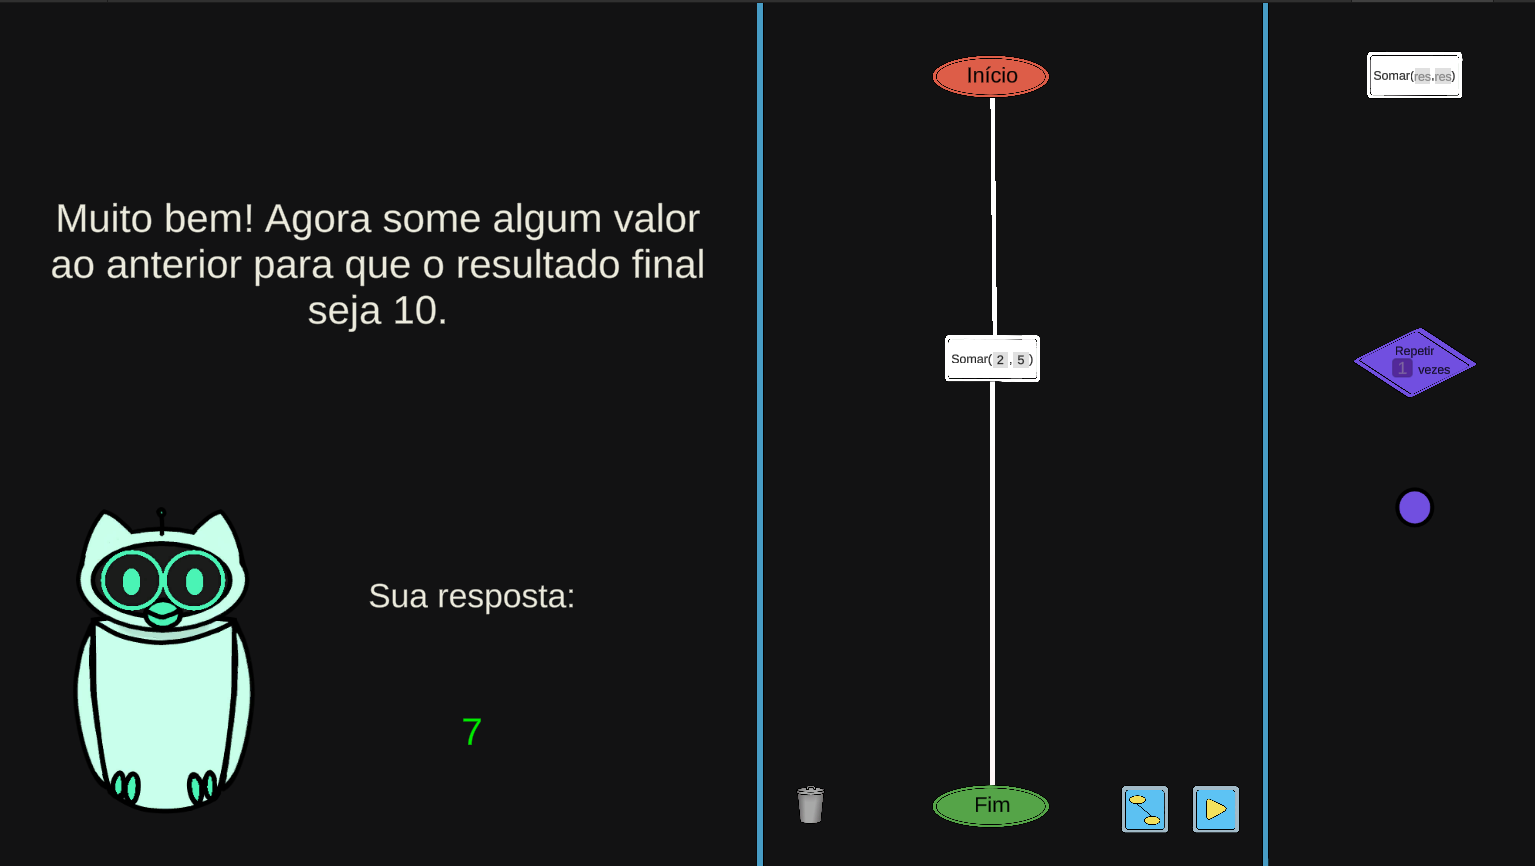 Muito bem! Agora some algum valor
ao anterior para que o resultado final
seja 10.
Sua resposta:
7
Início
Somar( 2 , 5 )
Fim
Somar(res,res)
Repetir
1 vezes